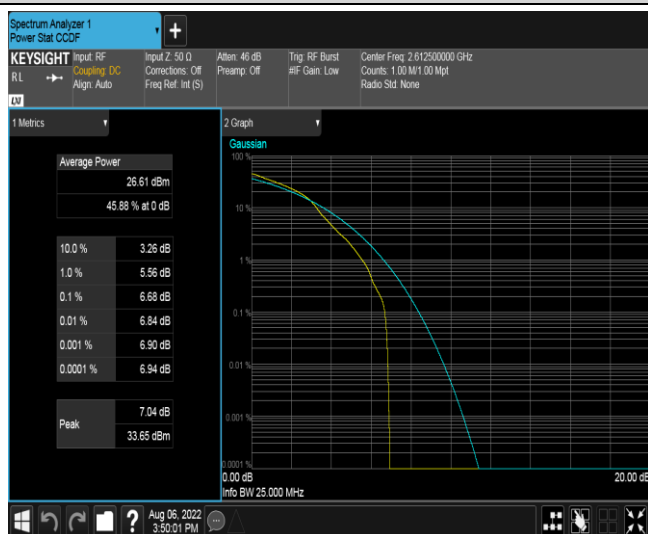 Spectrum Analyzer 1
Power Stat CCDF
KEYSIGHT
RL
LXI
Input: RF
Coupling: DC
Align: Auto
Input Z: 50 Ω
Corrections: Off
Freq Ref: Int (S)
Atten: 46 dB
Preamp: Off
Trig: RF Burst
#IF Gain: Low
Center Freq: 2.612500000 GHz
Counts: 1.00 M/1.00 Mpt
Radio Std: None
1 Metrics
Average Power
26.61 dBm
45.88 % at 0 dB
10.0 % 3.26 dB
1.0 % 5.56 dB
0.1 % 6.68 dB
0.01 % 6.84 dB
0.001 % 6.90 dB
0.0001 % 6.94 dB
Peak
7.04 dB
33.65 dBm
2 Graph
Gaussian
100 %
10 %
1 %
0.1 %
0.01 %
0.001 %
0.0001 %
0.00 dB
20.00 dB
Info BW 25.000 MHz
Aug 06, 2022
3:50:01 PM